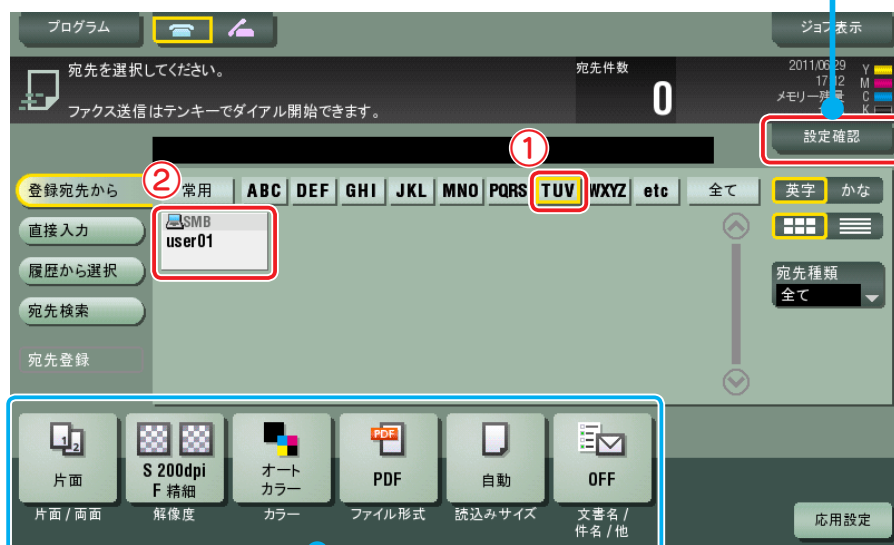 プログラム
ジョブ表示
宛先を選択してください。
ファクス送信はテンキーでダイアル開始できます。
宛先件数
0
2011/06/29
17:12
メモリー残量
Y
M
C
K
設定確認
①
②
登録宛先から
常用 ABC DEF GHI JKL MNO PQRS TUV WXYZ etc 全て
英字 かな
直接入力
履歴から選択
宛先検索
宛先登録
SMB
user01
宛先種類
全て
片面
S 200dpi
F 精細
オート
カラー
PDF
PDF
自動
OFF
片面 / 両面
解像度
カラー
ファイル形式
読込みサイズ
文書名 /
件名 / 他
応用設定